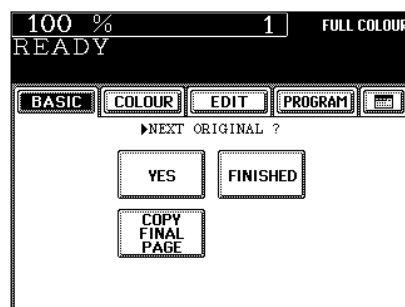 100 % 1 FULL COLOUR
READY
BASIC COLOUR EDIT PROGRAM
▶NEXT ORIGINAL ?
YES FINISHED
COPY
FINAL
PAGE